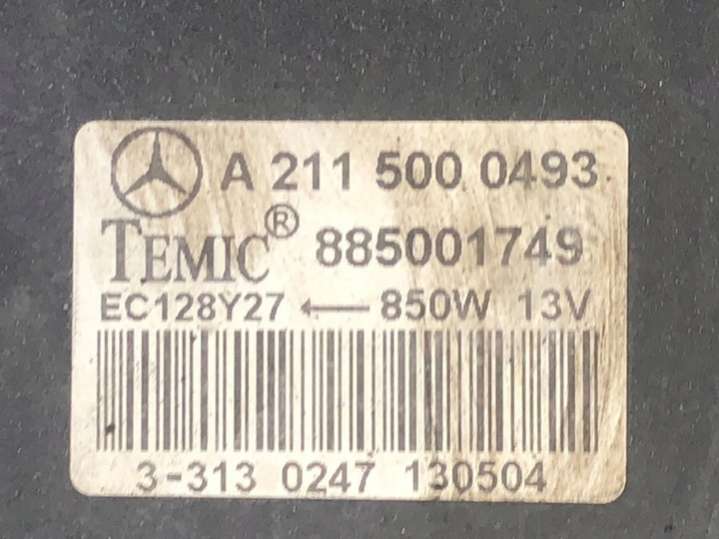 A 211 500 0493
TEMIC® 885001749
EC128Y27 ← 850W 13V
3-313 0247 130504